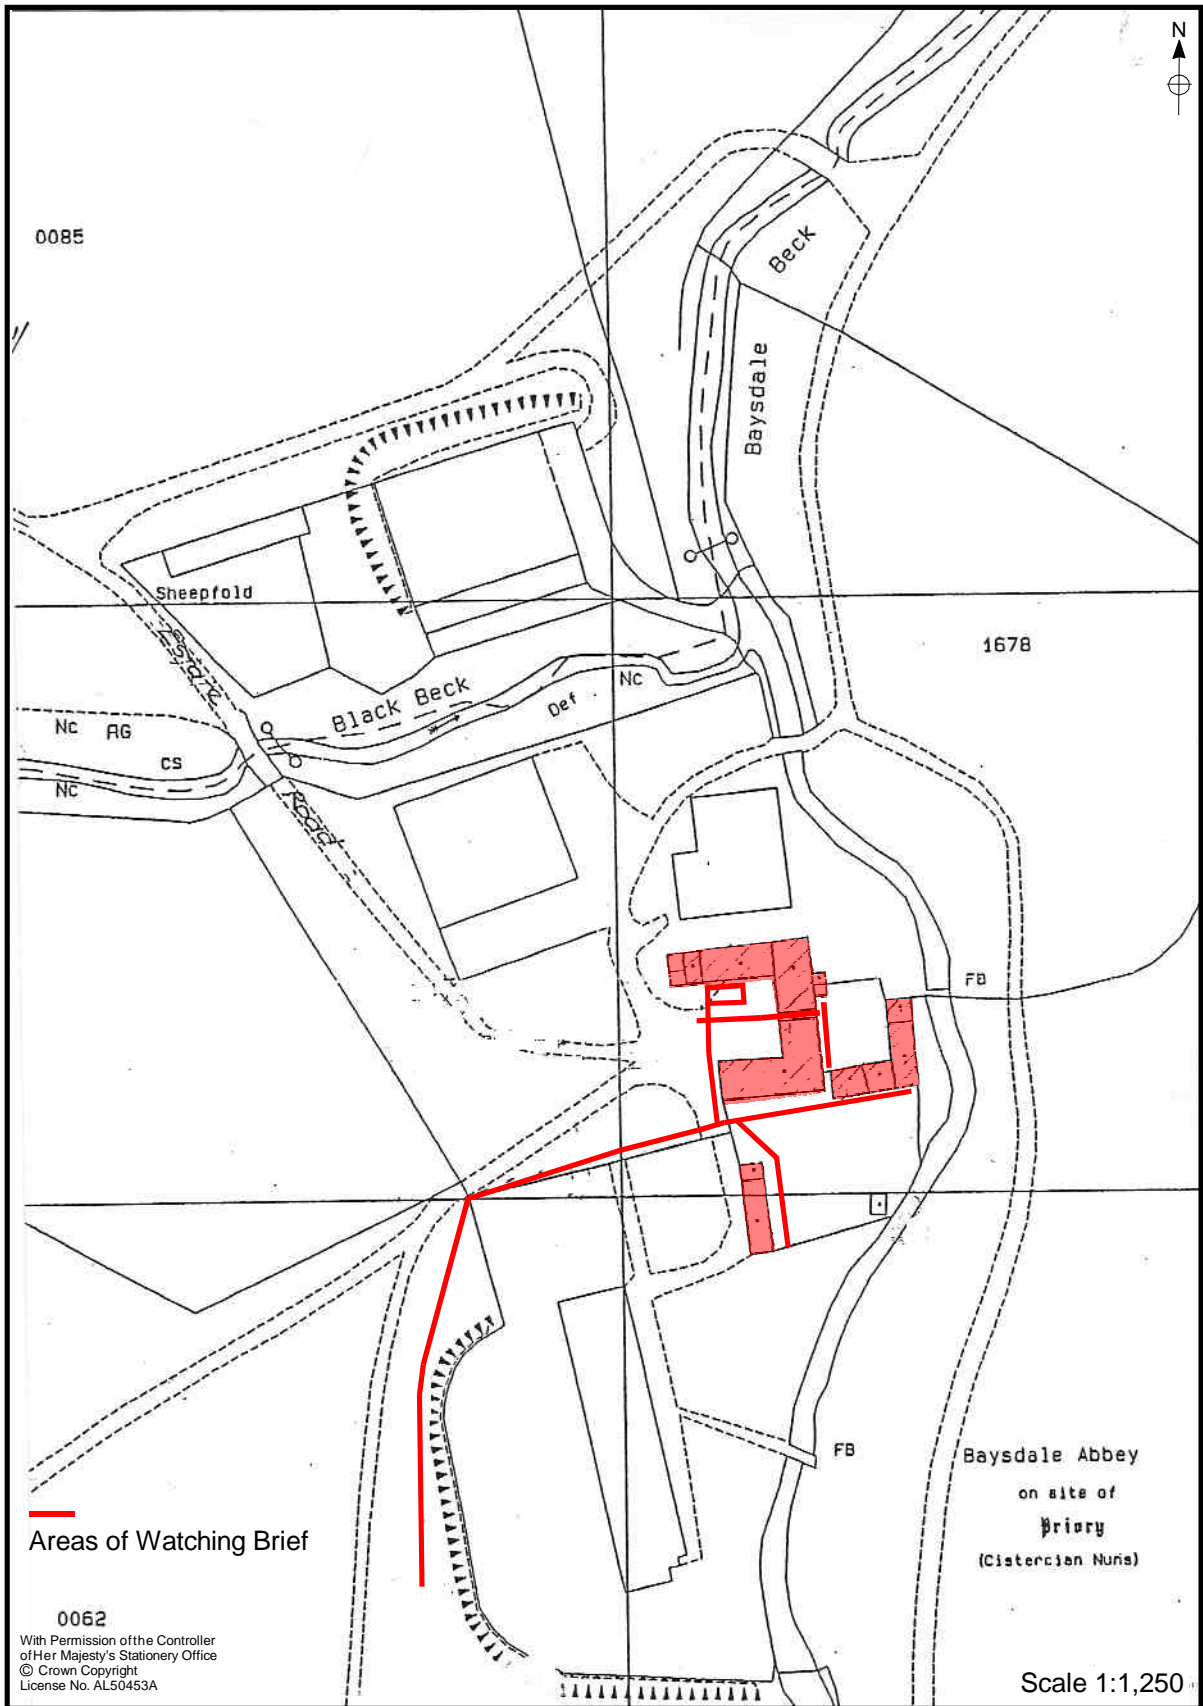 N
0085
Beck
Baysdale
Sheepfold
1678
Black Beck
Def
Nc
Nc
AG
CS
Nc
Road
FB
FB
Baysdale Abbey
on site of
Priory
(Cistercian Nuns)
Areas of Watching Brief
0062
With Permission of the Controller
of Her Majesty's Stationery Office
© Crown Copyright
License No. AL50453A
Scale 1:1,250